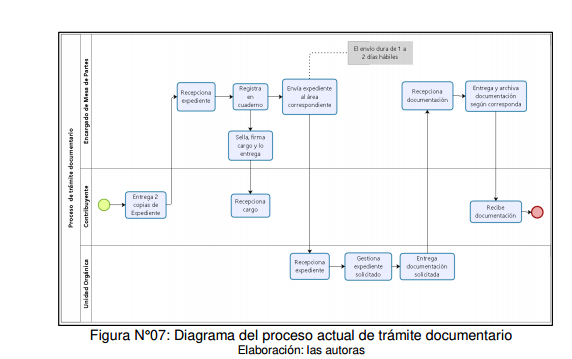 Proceso de trámite documentario
Encargado de Mesa de Partes
El envío dura de 1 a
2 días hábiles
Recepciona
expediente
Registra
en
cuaderno
Envía expediente
al área
correspondiente
Recepciona
documentación
Entrega y archiva
documentación
según corresponda
Sella, firma
cargo y lo
entrega
Contribuyente
Entrega 2
copias de
Expediente
Recepciona
cargo
Recibe
documentación
Unidad Orgánica
Recepciona
expediente
Gestiona
expediente
solicitado
Entrega
documentación
solicitada
Figura N°07: Diagrama del proceso actual de trámite documentario
Elaboración: las autoras